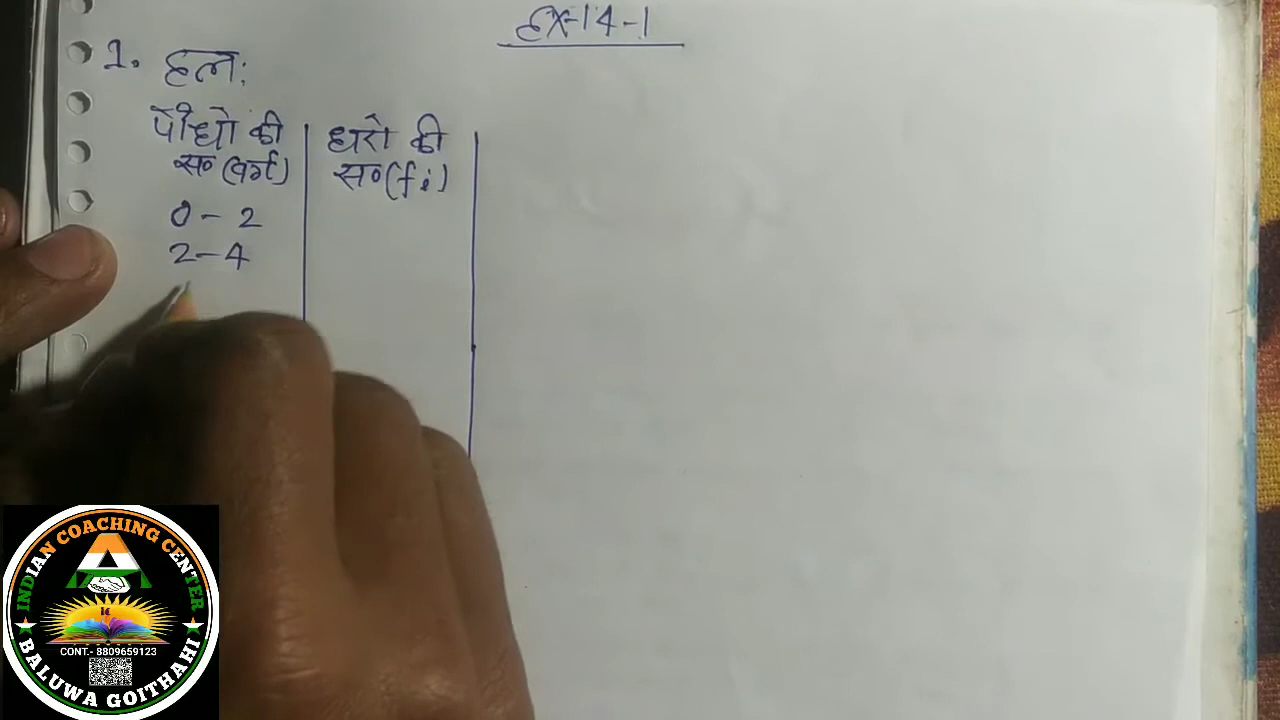 Ex-14-1
1. हल:
पौधों की
सं० (वर्ग)
घरों की
सं० (fi)
0 - 2
2 - 4
INDIAN COACHING CENTER
CONT.- 8809659123
BALUWA GOITHAHI